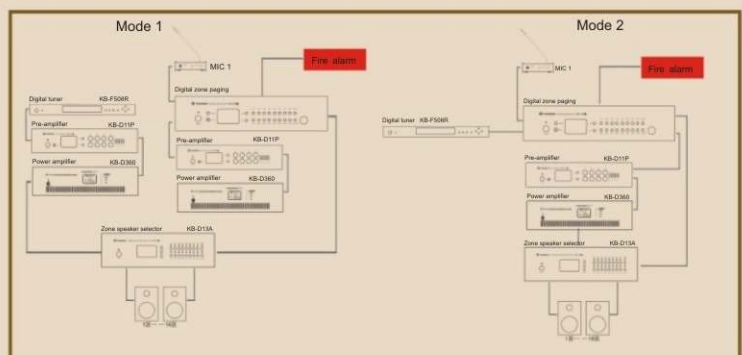 Mode 1
MIC 1
Fire alarm
Digital zone paging
Digital tuner KB-F506R
Pre-amplifier KB-D11P
Power amplifier KB-D360
Pre-amplifier KB-D11P
Power amplifier KB-D360
Zone speaker selector KB-D13A
Mode 2
MIC 1
Fire alarm
Digital zone paging
Digital tuner KB-F506R
Pre-amplifier KB-D11P
Power amplifier KB-D360
Zone speaker selector KB-D13A